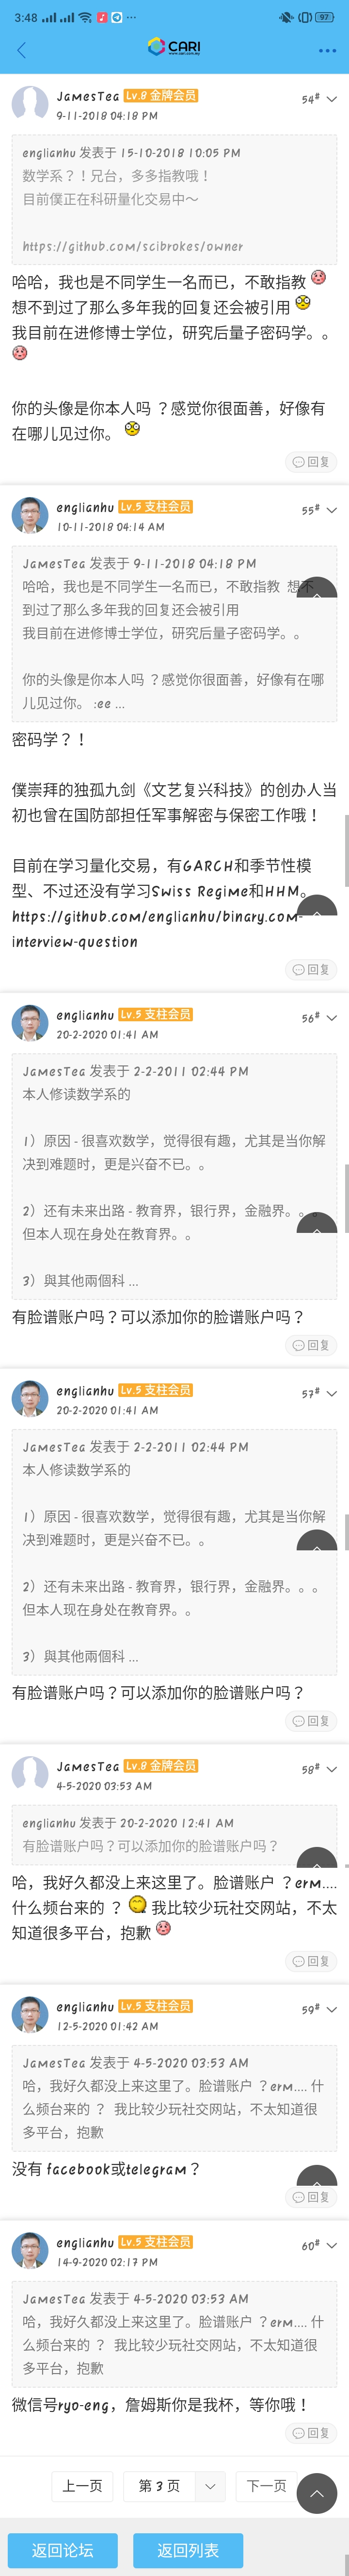 3:48
97
CARI
www.cari.com.my
JamesTea Lv.8 金牌会员
54#
9-11-2018 04:18 PM
englianhu 发表于 15-10-2018 10:05 PM
数学系？！兄台，多多指教哦！
目前僕正在科研量化交易中～
https://github.com/scibrokes/owner
哈哈，我也是不同学生一名而已，不敢指教
想不到过了那么多年我的回复还会被引用
我目前在进修博士学位，研究后量子密码学。。
你的头像是你本人吗 ？感觉你很面善，好像有
在哪儿见过你。
回复
englianhu Lv.5 支柱会员
55#
10-11-2018 04:14 AM
JamesTea 发表于 9-11-2018 04:18 PM
哈哈，我也是不同学生一名而已，不敢指教 想不
到过了那么多年我的回复还会被引用
我目前在进修博士学位，研究后量子密码学。。
你的头像是你本人吗 ？感觉你很面善，好像有在哪
儿见过你。 :ee ...
密码学？！
僕崇拜的独孤九剑《文艺复兴科技》的创办人当
初也曾在国防部担任军事解密与保密工作哦！
目前在学习量化交易，有GARCH和季节性模
型、不过还没有学习Swiss Regime和HHM。
https://github.com/englianhu/binary.com-
interview-question
回复
englianhu Lv.5 支柱会员
56#
20-2-2020 01:41 AM
JamesTea 发表于 2-2-2011 02:44 PM
本人修读数学系的
1）原因 - 很喜欢数学，觉得很有趣，尤其是当你解
决到难题时，更是兴奋不已。。
2）还有未来出路 - 教育界，银行界，金融界。。。
但本人现在身处在教育界。。
3）與其他兩個科 ...
有脸谱账户吗？可以添加你的脸谱账户吗？
回复
englianhu Lv.5 支柱会员
57#
20-2-2020 01:41 AM
JamesTea 发表于 2-2-2011 02:44 PM
本人修读数学系的
1）原因 - 很喜欢数学，觉得很有趣，尤其是当你解
决到难题时，更是兴奋不已。。
2）还有未来出路 - 教育界，银行界，金融界。。。
但本人现在身处在教育界。。
3）與其他兩個科 ...
有脸谱账户吗？可以添加你的脸谱账户吗？
回复
JamesTea Lv.8 金牌会员
58#
4-5-2020 03:53 AM
englianhu 发表于 20-2-2020 12:41 AM
有脸谱账户吗？可以添加你的脸谱账户吗？
哈，我好久都没上来这里了。脸谱账户 ？erm....
什么频台来的 ？ 我比较少玩社交网站，不太
知道很多平台，抱歉
回复
englianhu Lv.5 支柱会员
59#
12-5-2020 01:42 AM
JamesTea 发表于 4-5-2020 03:53 AM
哈，我好久都没上来这里了。脸谱账户 ？erm.... 什
么频台来的 ？ 我比较少玩社交网站，不太知道很
多平台，抱歉
没有 facebook或telegram？
回复
englianhu Lv.5 支柱会员
60#
14-9-2020 02:17 PM
JamesTea 发表于 4-5-2020 03:53 AM
哈，我好久都没上来这里了。脸谱账户 ？erm.... 什
么频台来的 ？ 我比较少玩社交网站，不太知道很
多平台，抱歉
微信号ryo-eng，詹姆斯你是我杯，等你哦！
回复
上一页 第 3 页 下一页
返回论坛 返回列表